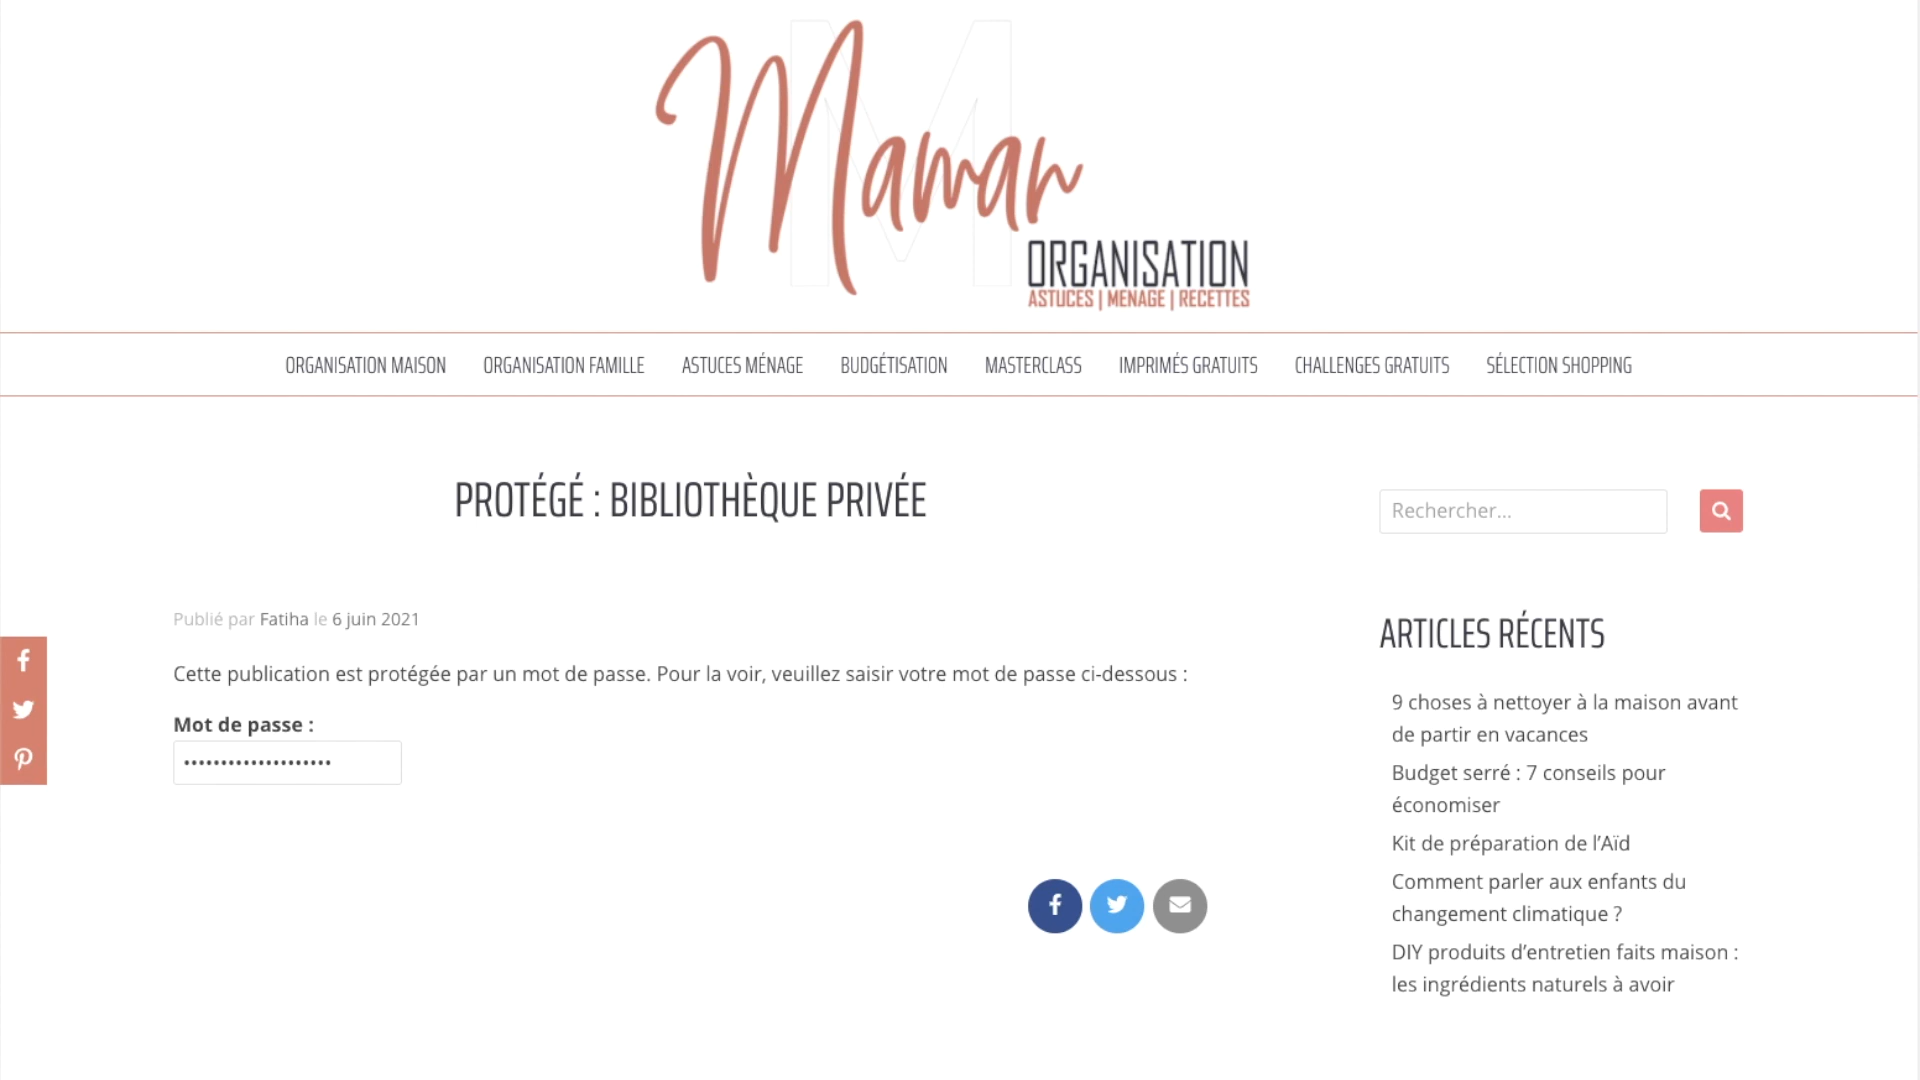 Maman
ORGANISATION
ASTUCES | MENAGE | RECETTES
ORGANISATION MAISON ORGANISATION FAMILLE ASTUCES MÉNAGE BUDGÉTISATION MASTERCLASS IMPRIMÉS GRATUITS CHALLENGES GRATUITS SÉLECTION SHOPPING
PROTÉGÉ : BIBLIOTHÈQUE PRIVÉE
Publié par Fatiha le 6 juin 2021
Cette publication est protégée par un mot de passe. Pour la voir, veuillez saisir votre mot de passe ci-dessous :
Mot de passe :
••••••••••••••••••••
Rechercher...
ARTICLES RÉCENTS
9 choses à nettoyer à la maison avant
de partir en vacances
Budget serré : 7 conseils pour
économiser
Kit de préparation de l’Aïd
Comment parler aux enfants du
changement climatique ?
DIY produits d’entretien faits maison :
les ingrédients naturels à avoir